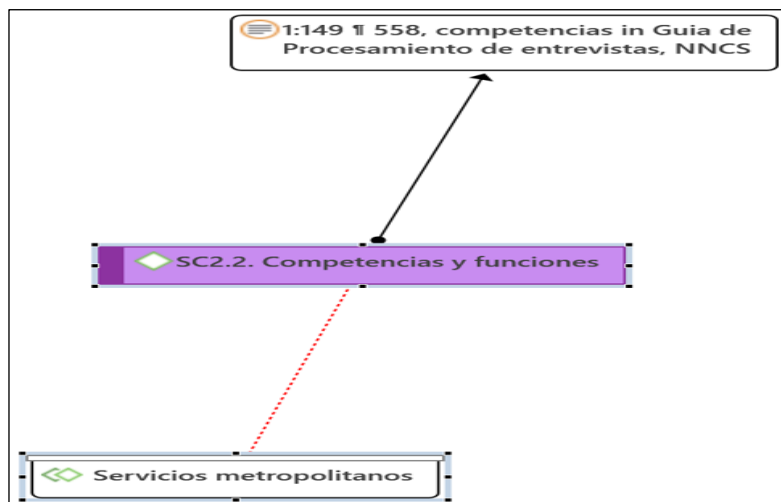 1:149 ¶ 558, competencias in Guia de
Procesamiento de entrevistas, NNCS
SC2.2. Competencias y funciones
Servicios metropolitanos